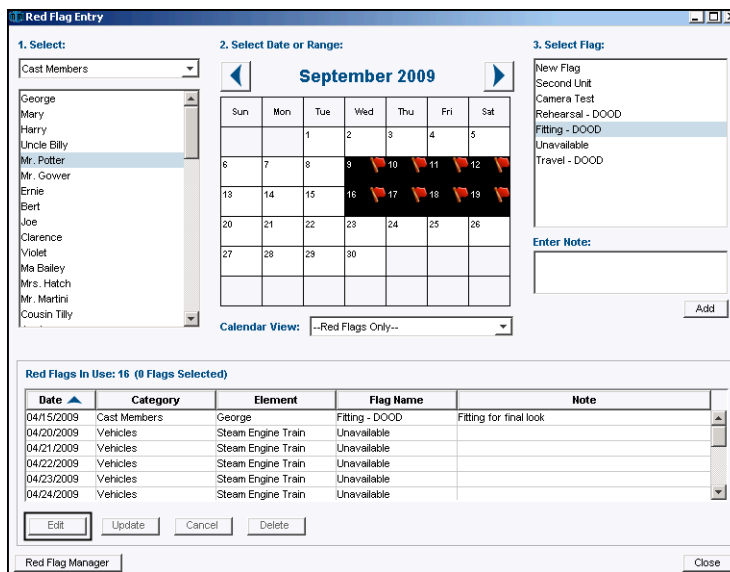 Red Flag Entry
1. Select:
Cast Members
George
Mary
Harry
Uncle Billy
Mr. Potter
Mr. Gower
Ernie
Bert
Joe
Clarence
Violet
Ma Bailey
Mrs. Hatch
Mr. Martini
Cousin Tilly
2. Select Date or Range:
September 2009
Sun Mon Tue Wed Thu Fri Sat
1 2 3 4 5
6 7 8 9 10 11 12
13 14 15 16 17 18 19
20 21 22 23 24 25 26
27 28 29 30
Calendar View: --Red Flags Only--
3. Select Flag:
New Flag
Second Unit
Camera Test
Rehearsal - DOOD
Fitting - DOOD
Unavailable
Travel - DOOD
Enter Note:
Add
Red Flags In Use: 16 (0 Flags Selected)
Date Category Element Flag Name Note
04/15/2009 Cast Members George Fitting - DOOD Fitting for final look
04/20/2009 Vehicles Steam Engine Train Unavailable
04/21/2009 Vehicles Steam Engine Train Unavailable
04/22/2009 Vehicles Steam Engine Train Unavailable
04/23/2009 Vehicles Steam Engine Train Unavailable
04/24/2009 Vehicles Steam Engine Train Unavailable
Edit Update Cancel Delete
Red Flag Manager Close